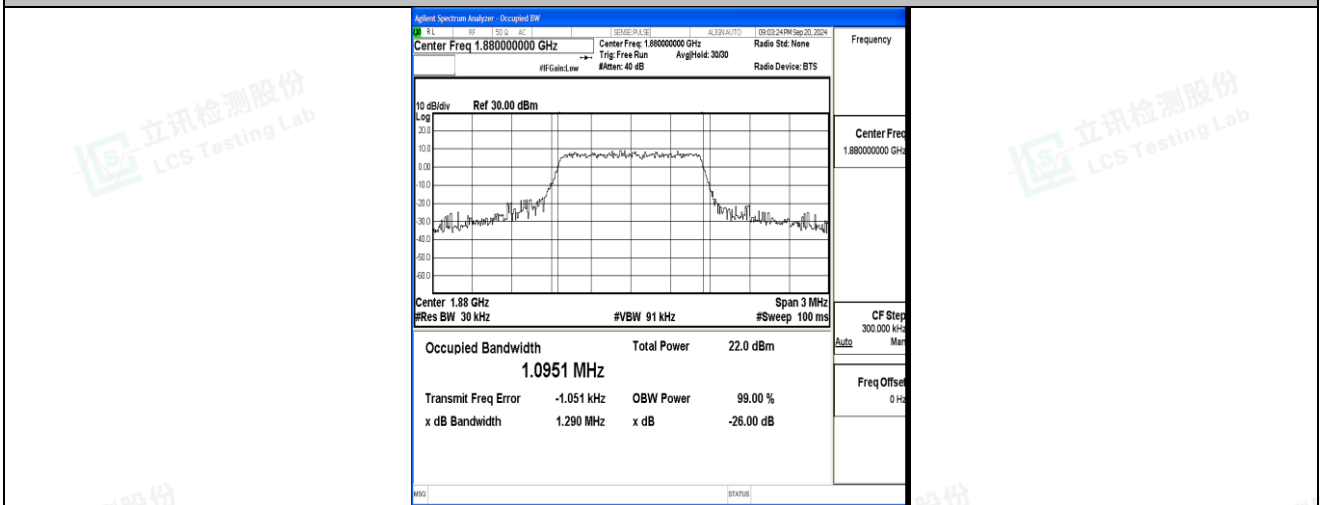 Agilent Spectrum Analyzer - Occupied BW
RL RF 50 Ω AC SENSE:PULSE ALIGN AUTO 09:03:24 PM Sep 20, 2024
Center Freq 1.880000000 GHz
Center Freq: 1.880000000 GHz
Radio Std: None
Trig: Free Run Avg|Hold: 30/30
#IFGain:Low #Atten: 40 dB
Radio Device: BTS
Frequency
10 dB/div Ref 30.00 dBm
Log
20.0
10.0
0.00
-10.0
-20.0
-30.0
-40.0
-50.0
-60.0
Center 1.88 GHz Span 3 MHz
#Res BW 30 kHz #VBW 91 kHz #Sweep 100 ms
Occupied Bandwidth Total Power 22.0 dBm
1.0951 MHz
Transmit Freq Error -1.051 kHz OBW Power 99.00 %
x dB Bandwidth 1.290 MHz x dB -26.00 dB
Center Freq
1.880000000 GHz
CF Step
300.000 kHz
Auto Man
Freq Offset
0 Hz
MSG STATUS
立讯检测股份
LCS Testing Lab
立讯检测股份
LCS Testing Lab